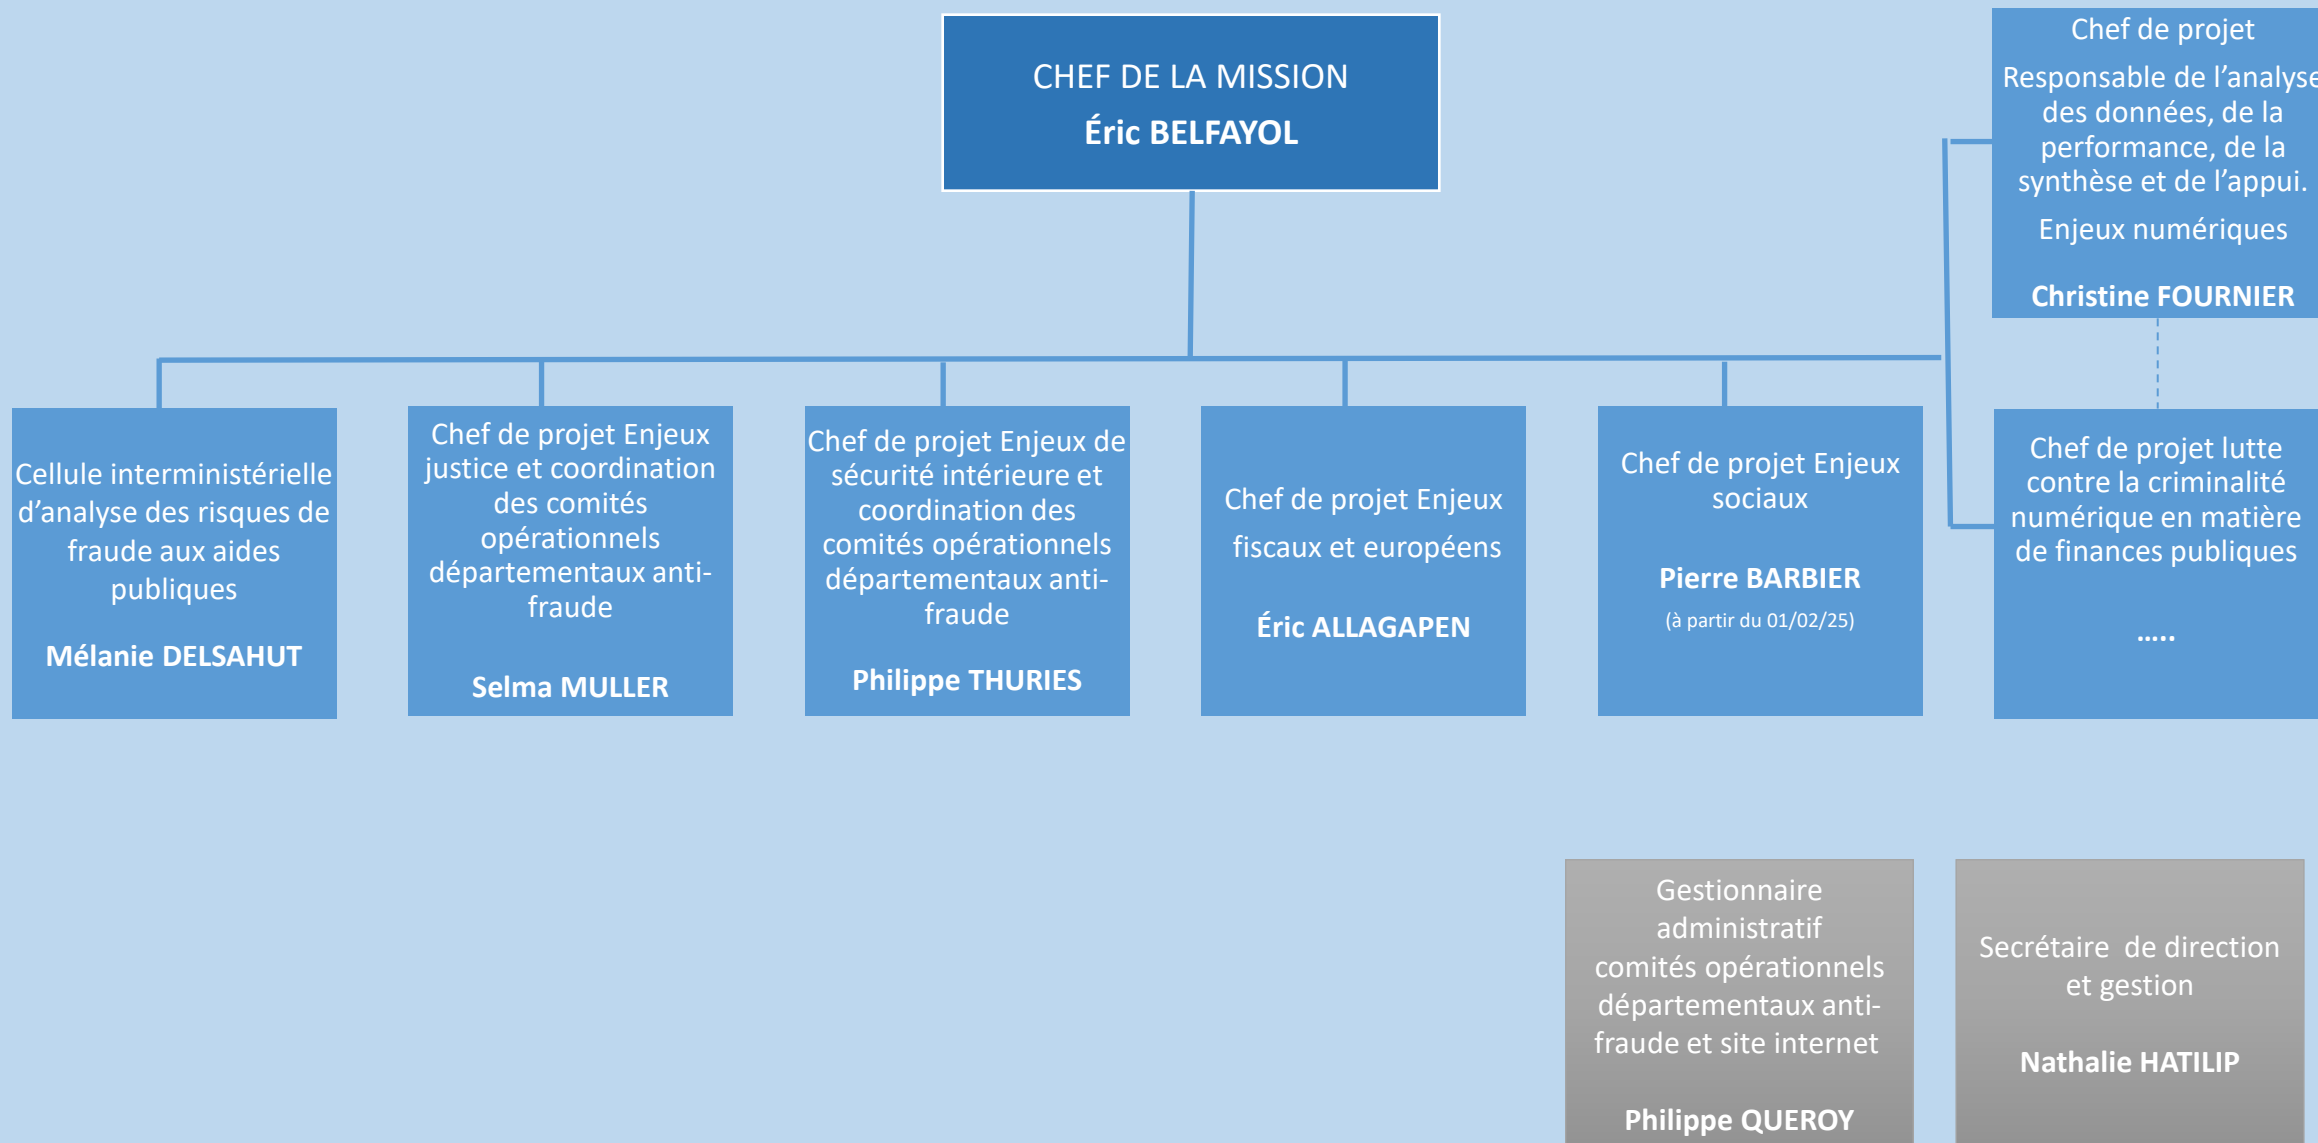 CHEF DE LA MISSION
Éric BELFAYOL
Chef de projet
Responsable de l’analyse
des données, de la
performance, de la
synthèse et de l’appui.
Enjeux numériques
Christine FOURNIER
Cellule interministérielle
d’analyse des risques de
fraude aux aides
publiques
Mélanie DELSAHUT
Chef de projet Enjeux
justice et coordination
des comités
opérationnels
départementaux anti-
fraude
Selma MULLER
Chef de projet Enjeux de
sécurité intérieure et
coordination des
comités opérationnels
départementaux anti-
fraude
Philippe THURIES
Chef de projet Enjeux
fiscaux et européens
Éric ALLAGAPEN
Chef de projet Enjeux
sociaux
Pierre BARBIER
(à partir du 01/02/25)
Chef de projet lutte
contre la criminalité
numérique en matière
de finances publiques
.....
Gestionnaire
administratif
comités opérationnels
départementaux anti-
fraude et site internet
Philippe QUEROY
Secrétaire  de direction
et gestion
Nathalie HATILIP